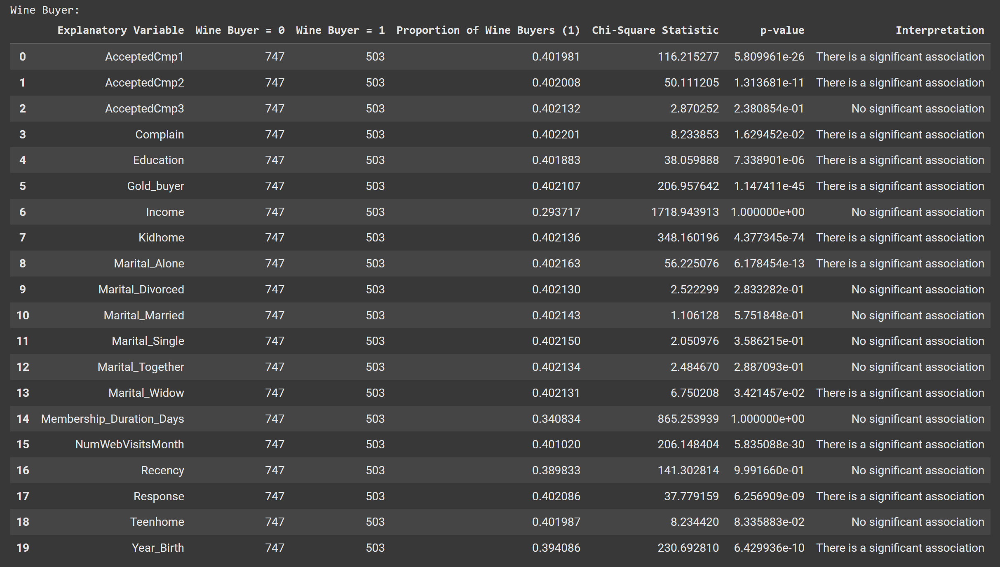 Wine Buyer:
Explanatory Variable Wine Buyer = 0 Wine Buyer = 1 Proportion of Wine Buyers (1) Chi-Square Statistic p-value Interpretation
0 AcceptedCmp1 747 503 0.401981 116.215277 5.809961e-26 There is a significant association
1 AcceptedCmp2 747 503 0.402008 50.111205 1.313681e-11 There is a significant association
2 AcceptedCmp3 747 503 0.402132 2.870252 2.380854e-01 No significant association
3 Complain 747 503 0.402201 8.233853 1.629452e-02 There is a significant association
4 Education 747 503 0.401883 38.059888 7.338901e-06 There is a significant association
5 Gold_buyer 747 503 0.402107 206.957642 1.147411e-45 There is a significant association
6 Income 747 503 0.293717 1718.943913 1.000000e+00 No significant association
7 Kidhome 747 503 0.402136 348.160196 4.377345e-74 There is a significant association
8 Marital_Alone 747 503 0.402163 56.225076 6.178454e-13 There is a significant association
9 Marital_Divorced 747 503 0.402130 2.522299 2.833282e-01 No significant association
10 Marital_Married 747 503 0.402143 1.106128 5.751848e-01 No significant association
11 Marital_Single 747 503 0.402150 2.050976 3.586215e-01 No significant association
12 Marital_Together 747 503 0.402134 2.484670 2.887093e-01 No significant association
13 Marital_Widow 747 503 0.402131 6.750208 3.421457e-02 There is a significant association
14 Membership_Duration_Days 747 503 0.340834 865.253939 1.000000e+00 No significant association
15 NumWebVisitsMonth 747 503 0.401020 206.148404 5.835088e-30 There is a significant association
16 Recency 747 503 0.389833 141.302814 9.991660e-01 No significant association
17 Response 747 503 0.402086 37.779159 6.256909e-09 There is a significant association
18 Teenhome 747 503 0.401987 8.234420 8.335883e-02 No significant association
19 Year_Birth 747 503 0.394086 230.692810 6.429936e-10 There is a significant association